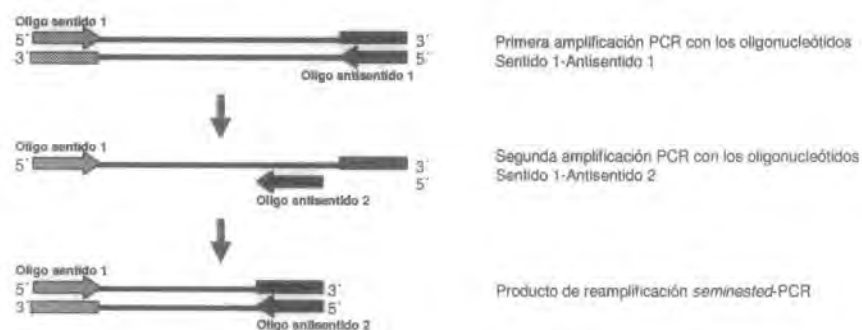 Oligo sentido 1
5´ 3´
3´ 5´
Oligo antisentido 1
Primera amplificación PCR con los oligonucleótidos
Sentido 1-Antisentido 1
Oligo sentido 1
5´ 3´
5´
Oligo antisentido 2
Segunda amplificación PCR con los oligonucleótidos
Sentido 1-Antisentido 2
Oligo sentido 1
5´ 3´
3´ 5´
Oligo antisentido 2
Producto de reamplificación seminested-PCR